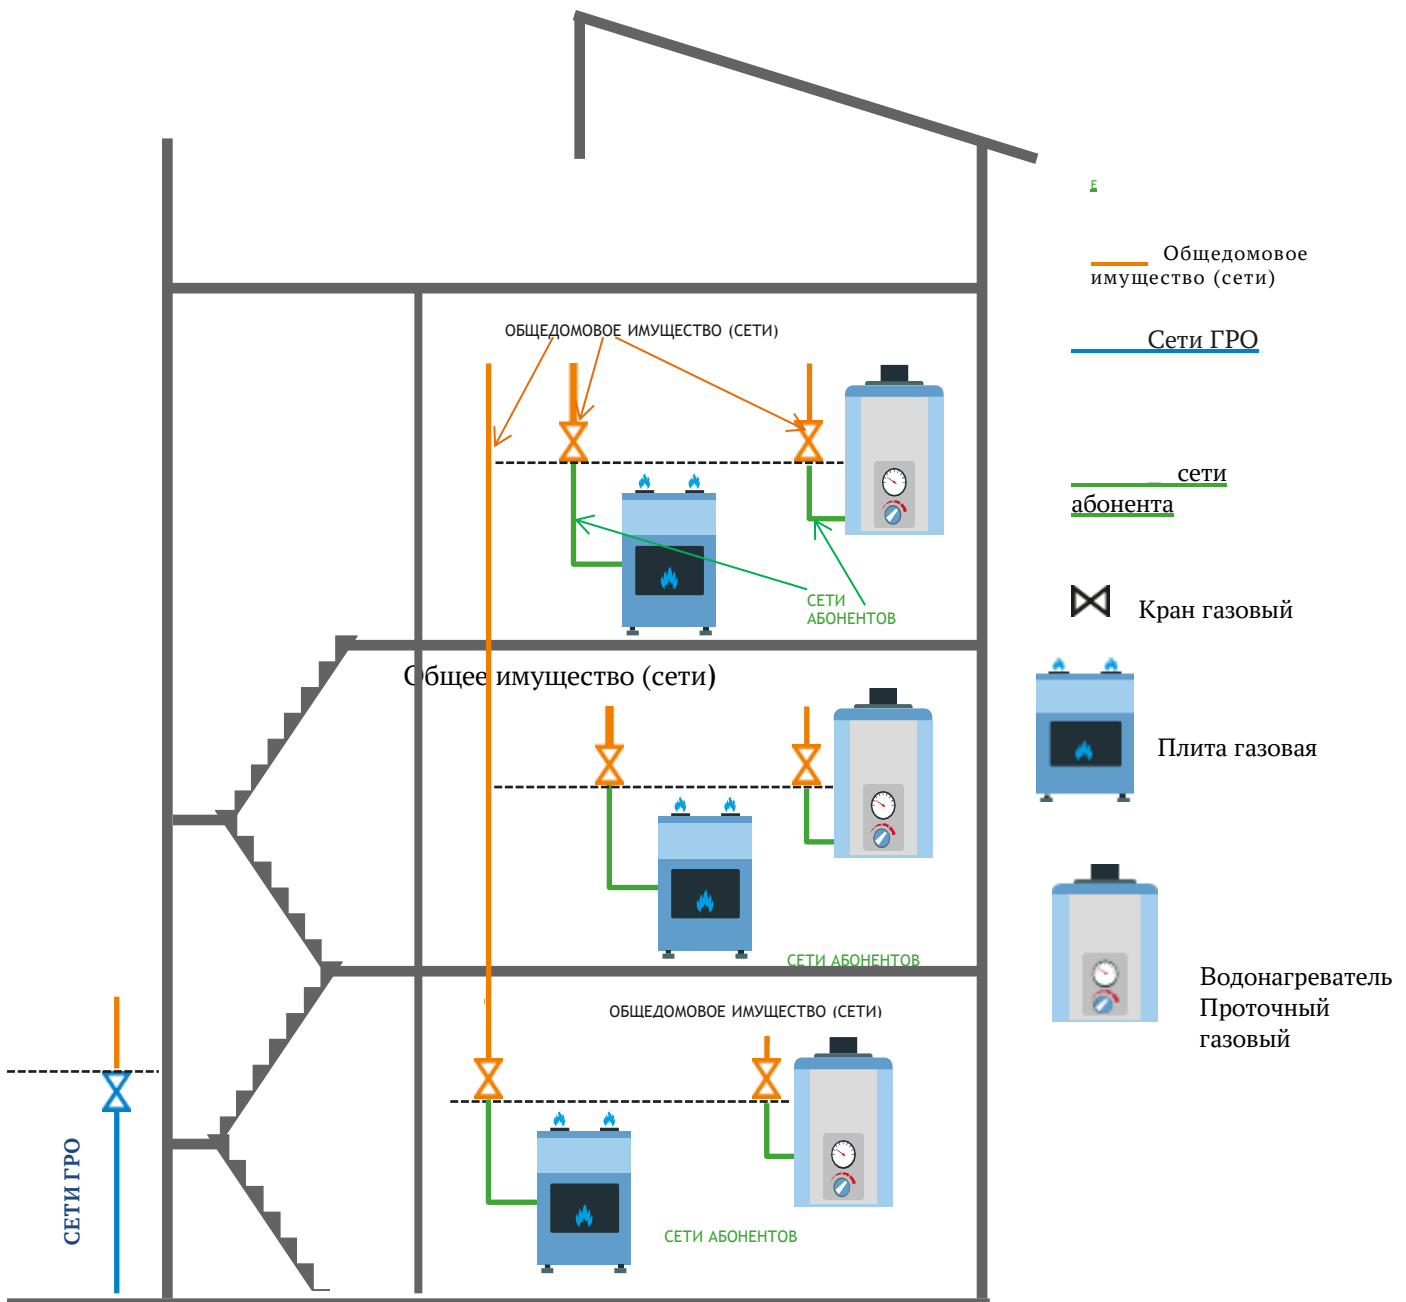 Е
Общедомовое
имущество (сети)
ОБЩЕДОМОВОЕ ИМУЩЕСТВО (СЕТИ)
Сети ГРО
сети
абонента
СЕТИ
АБОНЕНТОВ
Кран газовый
Общее имущество (сети)
Плита газовая
СЕТИ АБОНЕНТОВ
Водонагреватель
Проточный
газовый
ОБЩЕДОМОВОЕ ИМУЩЕСТВО (СЕТИ)
СЕТИ ГРО
СЕТИ АБОНЕНТОВ